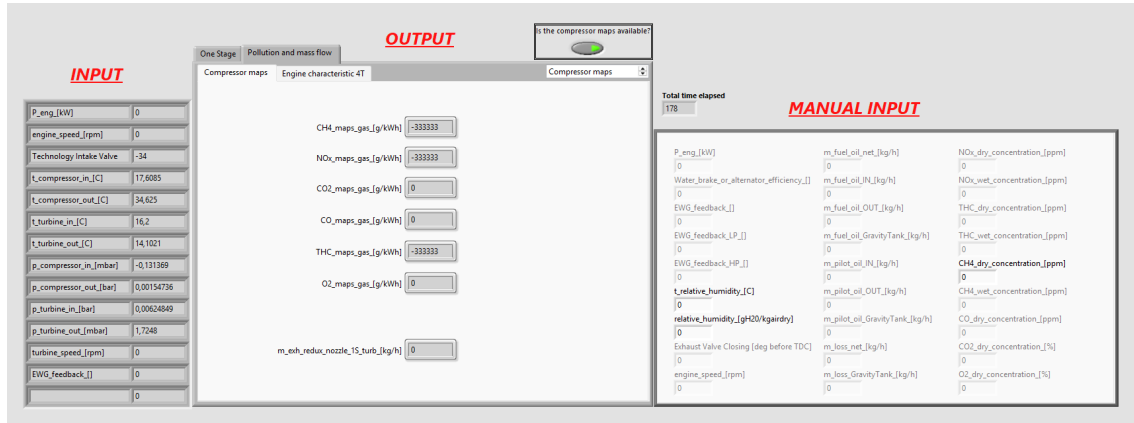 Is the compressor maps available?
OUTPUT
One Stage
Pollution and mass flow
INPUT
Compressor maps
Engine characteristic 4T
Compressor maps
P_eng_[kW] 0
engine_speed_[rpm] 0
Technology Intake Valve -34
t_compressor_in_[C] 17,6085
t_compressor_out_[C] 34,625
t_turbine_in_[C] 16,2
t_turbine_out_[C] 14,1021
p_compressor_in_[mbar] -0,131369
p_compressor_out_[bar] 0,00154736
p_turbine_in_[bar] 0,00624849
p_turbine_out_[mbar] 1,7248
turbine_speed_[rpm] 0
EWG_feedback_[] 0
0
CH4_maps_gas_[g/kWh] -333333
NOx_maps_gas_[g/kWh] -333333
CO2_maps_gas_[g/kWh] 0
CO_maps_gas_[g/kWh] 0
THC_maps_gas_[g/kWh] -333333
O2_maps_gas_[g/kWh] 0
m_exh_redux_nozzle_1S_turb_[kg/h] 0
Total time elapsed
178
MANUAL INPUT
P_eng_[kW]
0
Water_brake_or_alternator_efficiency_[]
0
EWG_feedback_[]
0
EWG_feedback_LP_[]
0
EWG_feedback_HP_[]
0
t_relative_humidity_[C]
0
relative_humidity_[gH20/kgairdry]
0
Exhaust Valve Closing [deg before TDC]
0
engine_speed_[rpm]
0
m_fuel_oil_net_[kg/h]
0
m_fuel_oil_IN_[kg/h]
0
m_fuel_oil_OUT_[kg/h]
0
m_fuel_oil_GravityTank_[kg/h]
0
m_pilot_oil_IN_[kg/h]
0
m_pilot_oil_OUT_[kg/h]
0
m_pilot_oil_GravityTank_[kg/h]
0
m_loss_net_[kg/h]
0
m_loss_GravityTank_[kg/h]
0
NOx_dry_concentration_[ppm]
0
NOx_wet_concentration_[ppm]
0
THC_dry_concentration_[ppm]
0
THC_wet_concentration_[ppm]
0
CH4_dry_concentration_[ppm]
0
CH4_wet_concentration_[ppm]
0
CO_dry_concentration_[ppm]
0
CO2_dry_concentration_[%]
0
O2_dry_concentration_[%]
0